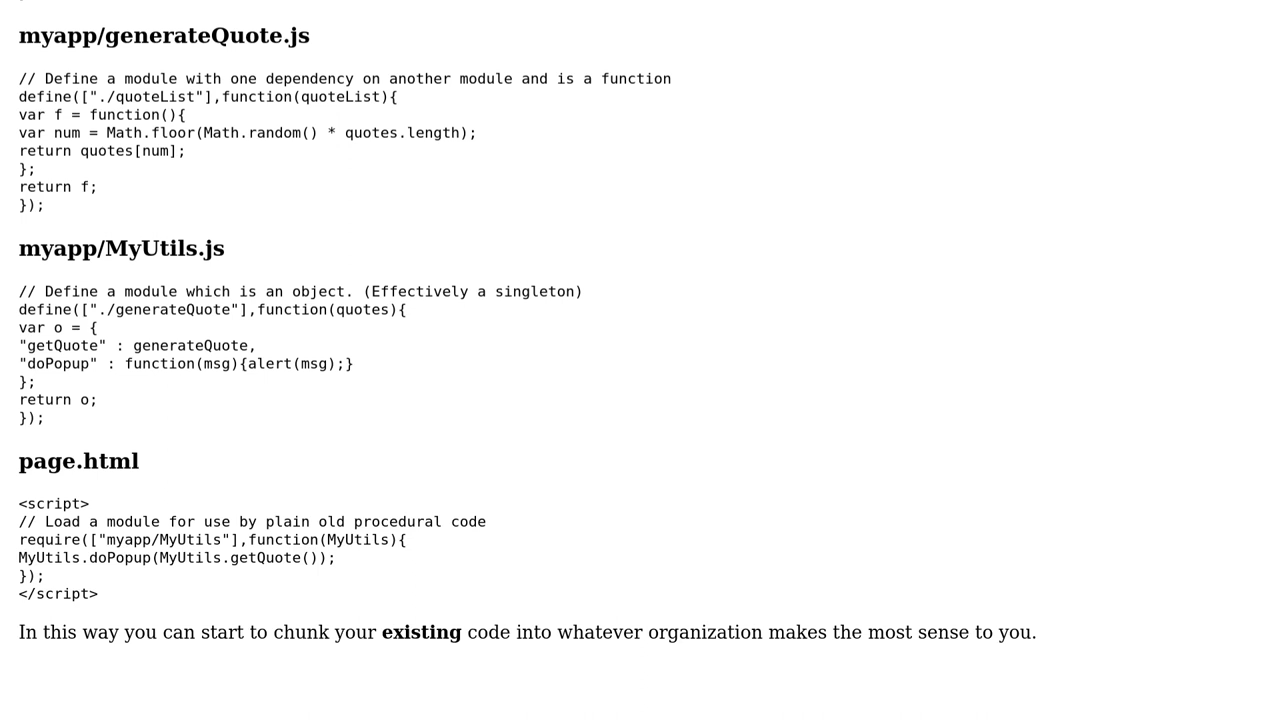 myapp/generateQuote.js
// Define a module with one dependency on another module and is a function
define(["./quoteList"],function(quoteList){
var f = function(){
var num = Math.floor(Math.random() * quotes.length);
return quotes[num];
};
return f;
});
myapp/MyUtils.js
// Define a module which is an object. (Effectively a singleton)
define(["./generateQuote"],function(quotes){
var o = {
"getQuote" : generateQuote,
"doPopup" : function(msg){alert(msg);}
};
return o;
});
page.html
<script>
// Load a module for use by plain old procedural code
require(["myapp/MyUtils"],function(MyUtils){
MyUtils.doPopup(MyUtils.getQuote());
});
</script>
In this way you can start to chunk your existing code into whatever organization makes the most sense to you.